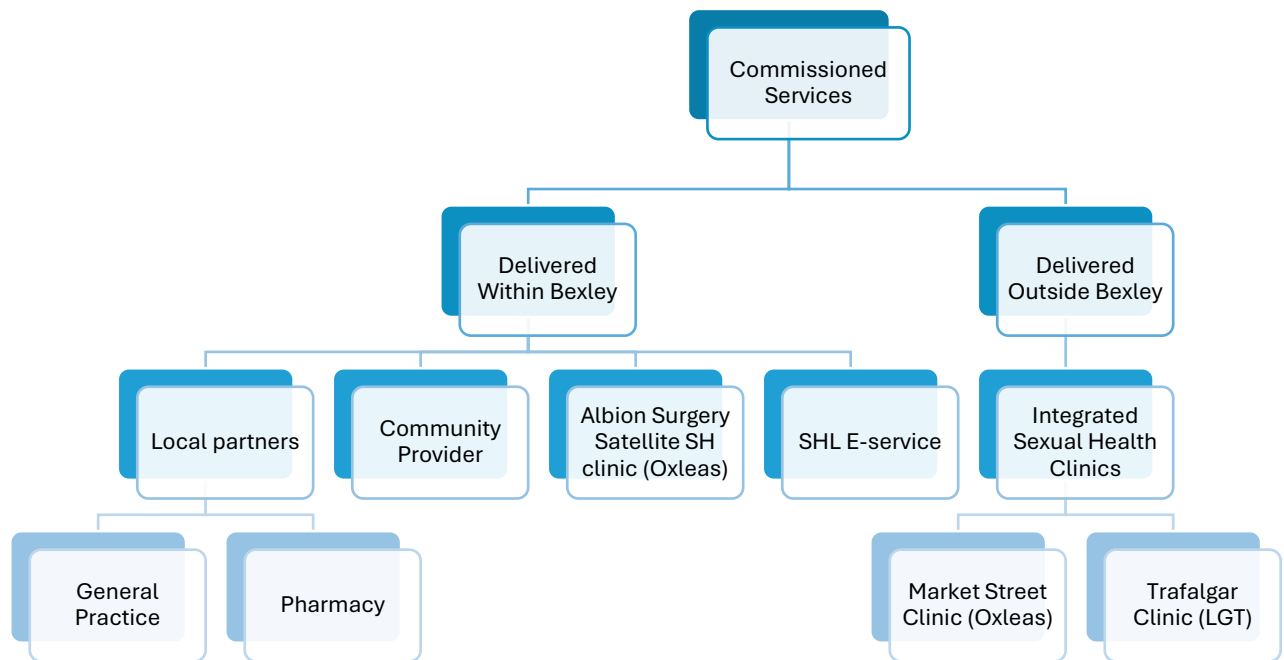 Commissioned
Services
Delivered
Within Bexley
Delivered
Outside Bexley
Local partners
Community
Provider
Albion Surgery
Satellite SH
clinic (Oxleas)
SHL E-service
Integrated
Sexual Health
Clinics
General
Practice
Pharmacy
Market Street
Clinic (Oxleas)
Trafalgar
Clinic (LGT)